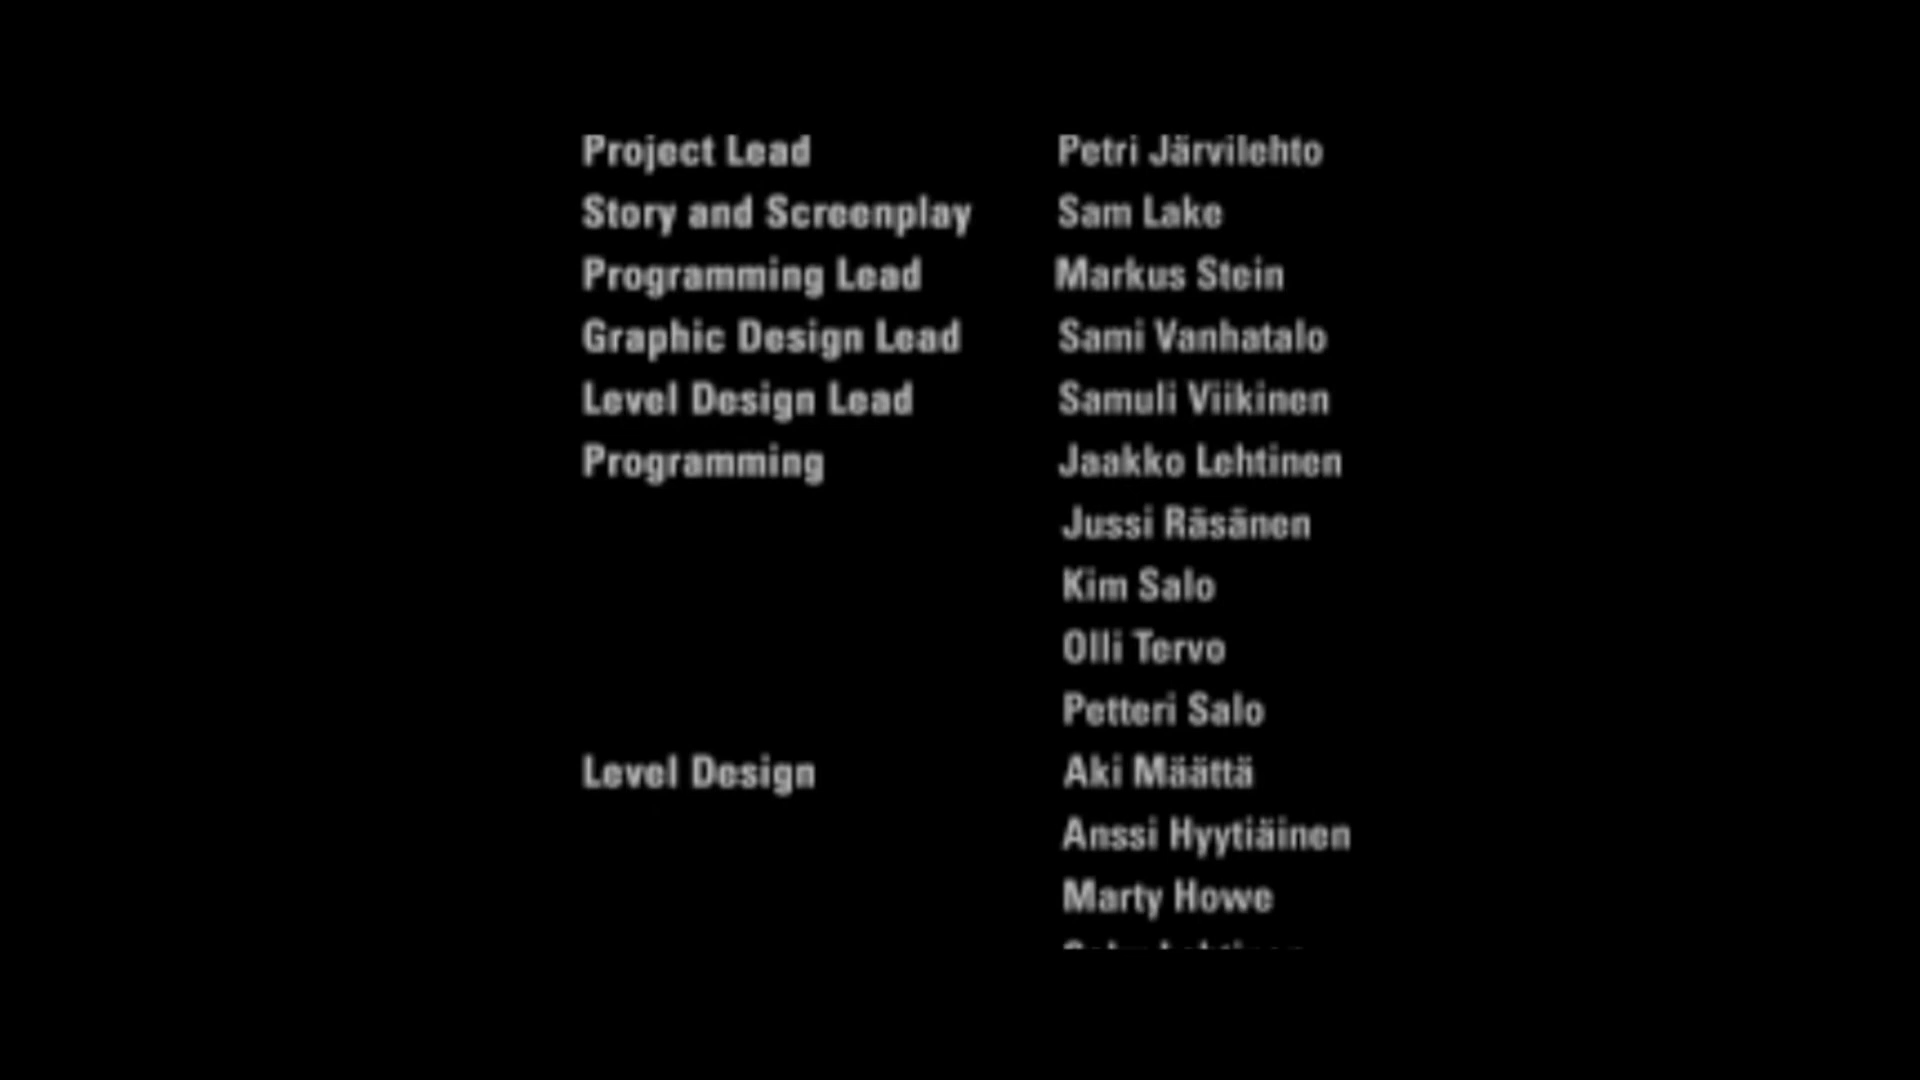 Project Lead Petri Järvilehto
Story and Screenplay Sam Lake
Programming Lead Markus Stein
Graphic Design Lead Sami Vanhatalo
Level Design Lead Samuli Viikinen
Programming Jaakko Lehtinen
Jussi Räsänen
Kim Salo
Olli Tervo
Petteri Salo
Level Design Aki Määttä
Anssi Hyytiäinen
Marty Howe